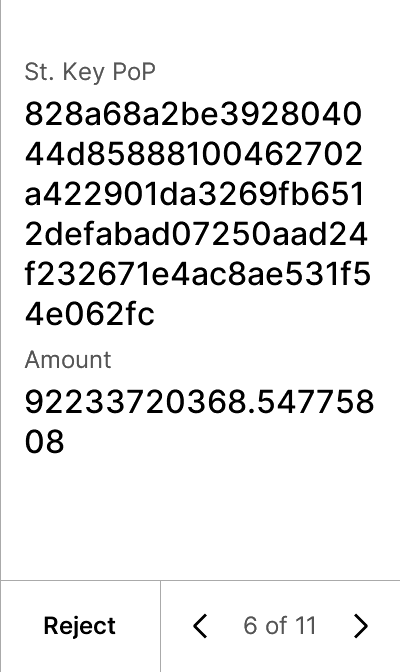 St. Key PoP
828a68a2be3928040
44d85888100462702
a422901da3269fb651
2defabad07250aad24
f232671e4ac8ae531f5
4e062fc
Amount
92233720368.547758
08
Reject
6 of 11